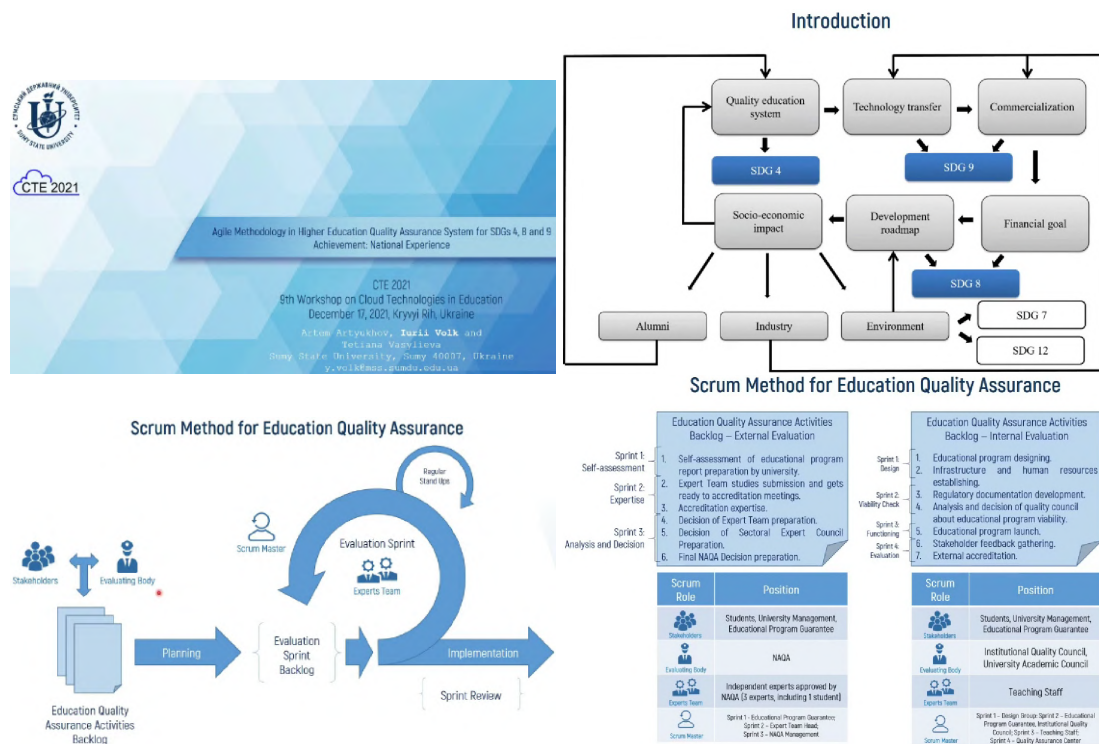 СУМСЬКИЙ ДЕРЖАВНИЙ УНІВЕРСИТЕТ
SUMY STATE UNIVERSITY
CTE 2021
Agile Methodology in Higher Education Quality Assurance System for SDGs 4, 8 and 9
Achievement: National Experience
CTE 2021
9th Workshop on Cloud Technologies in Education
December 17, 2021, Kryvyi Rih, Ukraine
Artem Artyukhov, Iurii Volk and
Tetiana Vasylieva
Sumy State University, Sumy 40007, Ukraine
y.volk@mss.sumdu.edu.ua
Introduction
Quality education
system
Technology transfer
Commercialization
SDG 4
SDG 9
Socio-economic
impact
Development
roadmap
Financial goal
SDG 8
Alumni
Industry
Environment
SDG 7
SDG 12
Scrum Method for Education Quality Assurance
Regular
Stand Ups
Scrum Master
Evaluation Sprint
Experts Team
Stakeholders
Evaluating Body
Planning
Evaluation
Sprint
Backlog
Implementation
Sprint Review
Education Quality
Assurance Activities
Backlog
Scrum Method for Education Quality Assurance
Education Quality Assurance Activities
Backlog – External Evaluation
Sprint 1:
Self-assessment
Sprint 2:
Expertise
Sprint 3:
Analysis and Decision
1. Self-assessment of educational program
report preparation by university.
2. Expert Team studies submission and gets
ready to accreditation meetings.
3. Accreditation expertise.
4. Decision of Expert Team preparation.
5. Decision of Sectoral Expert Council
Preparation.
6. Final NAQA Decision preparation.
Scrum
Role
Position
Stakeholders
Students, University Management,
Educational Program Guarantee
Evaluating Body
NAQA
Experts Team
Independent experts approved by
NAQA (3 experts, including 1 student)
Scrum Master
Sprint 1 - Educational Program Guarantee;
Sprint 2 - Expert Team Head;
Sprint 3 - NAQA Management
Education Quality Assurance Activities
Backlog – Internal Evaluation
Sprint 1:
Design
Sprint 2:
Viability Check
Sprint 3:
Functioning
Sprint 4:
Evaluation
1. Educational program designing.
2. Infrastructure and human resources
establishing.
3. Regulatory documentation development.
4. Analysis and decision of quality council
about educational program viability.
5. Educational program launch.
6. Stakeholder feedback gathering.
7. External accreditation.
Scrum
Role
Position
Stakeholders
Students, University Management,
Educational Program Guarantee
Evaluating Body
Institutional Quality Council,
University Academic Council
Experts Team
Teaching Staff
Scrum Master
Sprint 1 - Design Group; Sprint 2 - Educational
Program Guarantee, Institutional Quality
Council; Sprint 3 - Teaching Staff;
Sprint 4 - Quality Assurance Center